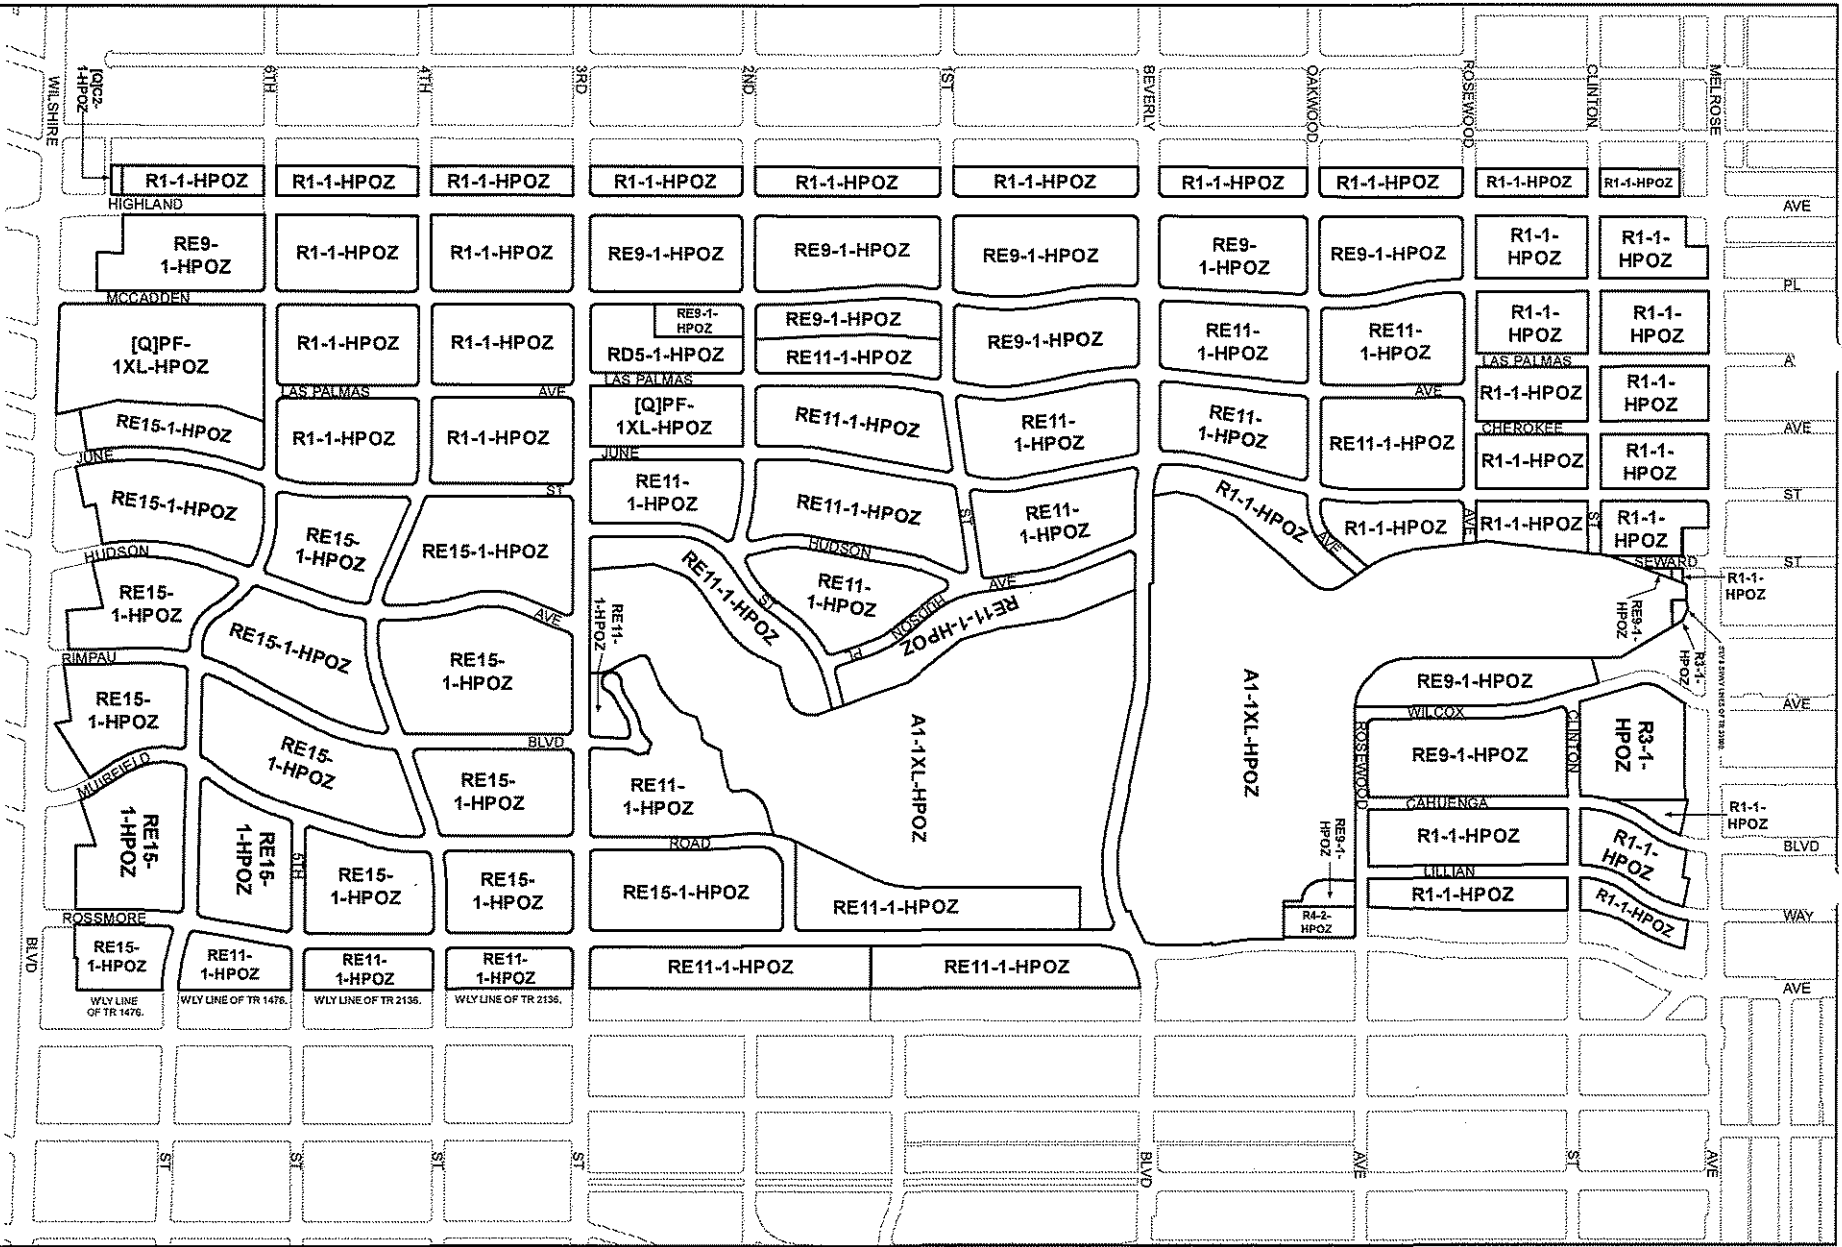 WILSHIRE
[Q]C2-
1-HPOZ
6TH
4TH
3RD
2ND
1ST
BEVERLY
OAKWOOD
ROSEWOOD
CLINTON
MELROSE
R1-1-HPOZ
R1-1-HPOZ
R1-1-HPOZ
R1-1-HPOZ
R1-1-HPOZ
R1-1-HPOZ
R1-1-HPOZ
R1-1-HPOZ
R1-1-HPOZ
R1-1-HPOZ
HIGHLAND
AVE
RE9-
1-HPOZ
R1-1-HPOZ
R1-1-HPOZ
RE9-1-HPOZ
RE9-1-HPOZ
RE9-1-HPOZ
RE9-
1-HPOZ
RE9-1-HPOZ
R1-1-
HPOZ
R1-1-
HPOZ
MCCADDEN
PL
[Q]PF-
1XL-HPOZ
R1-1-HPOZ
R1-1-HPOZ
RE9-1-
HPOZ
RD5-1-HPOZ
RE9-1-HPOZ
RE11-1-HPOZ
RE9-1-HPOZ
RE11-
1-HPOZ
RE11-
1-HPOZ
R1-1-
HPOZ
R1-1-
HPOZ
LAS PALMAS
AVE
LAS PALMAS
AVE
LAS PALMAS
A
RE15-1-HPOZ
R1-1-HPOZ
R1-1-HPOZ
[Q]PF-
1XL-HPOZ
RE11-1-HPOZ
RE11-
1-HPOZ
RE11-
1-HPOZ
RE11-1-HPOZ
R1-1-HPOZ
R1-1-
HPOZ
CHEROKEE
AVE
R1-1-HPOZ
R1-1-
HPOZ
JUNE
ST
JUNE
ST
RE15-1-HPOZ
RE15-
1-HPOZ
RE15-1-HPOZ
RE11-
1-HPOZ
RE11-1-HPOZ
ST
RE11-
1-HPOZ
R1-1-HPOZ
AVE
R1-1-HPOZ
AVE
R1-1-HPOZ
ST
R1-1-
HPOZ
HUDSON
AVE
HUDSON
AVE
SEWARD
ST
RE15-
1-HPOZ
RE15-1-HPOZ
RE15-
1-HPOZ
RE11-
1-HPOZ
RE11-1-HPOZ
ST
RE11-
1-HPOZ
HUDSON
PL
RE11-1-HPOZ
R1-1-
HPOZ
RE9-1-
HPOZ
R3-1-
HPOZ
RIMPAU
BLVD
RE15-
1-HPOZ
RE15-
1-HPOZ
RE15-
1-HPOZ
RE11-
1-HPOZ
A1-1XL-HPOZ
A1-1XL-HPOZ
RE9-1-HPOZ
WILCOX
AVE
ROSEWOOD
RE9-1-HPOZ
CLINTON
R3-1-
HPOZ
MUIRFIELD
ROAD
CAHUENGA
BLVD
R1-1-
HPOZ
RE15-
1-HPOZ
RE15-
1-HPOZ
5TH
RE15-
1-HPOZ
RE15-
1-HPOZ
RE15-1-HPOZ
RE11-1-HPOZ
RE9-1-
HPOZ
R4-2-
HPOZ
R1-1-HPOZ
R1-1-
HPOZ
LILLIAN
WAY
R1-1-HPOZ
R1-1-HPOZ
ROSSMORE
AVE
BLVD
RE15-
1-HPOZ
RE11-
1-HPOZ
RE11-
1-HPOZ
RE11-
1-HPOZ
RE11-1-HPOZ
RE11-1-HPOZ
WLY LINE
OF TR 1476.
WLY LINE OF TR 1476.
WLY LINE OF TR 2136.
WLY LINE OF TR 2136.
ST
ST
ST
ST
BLVD
AVE
ST
AVE